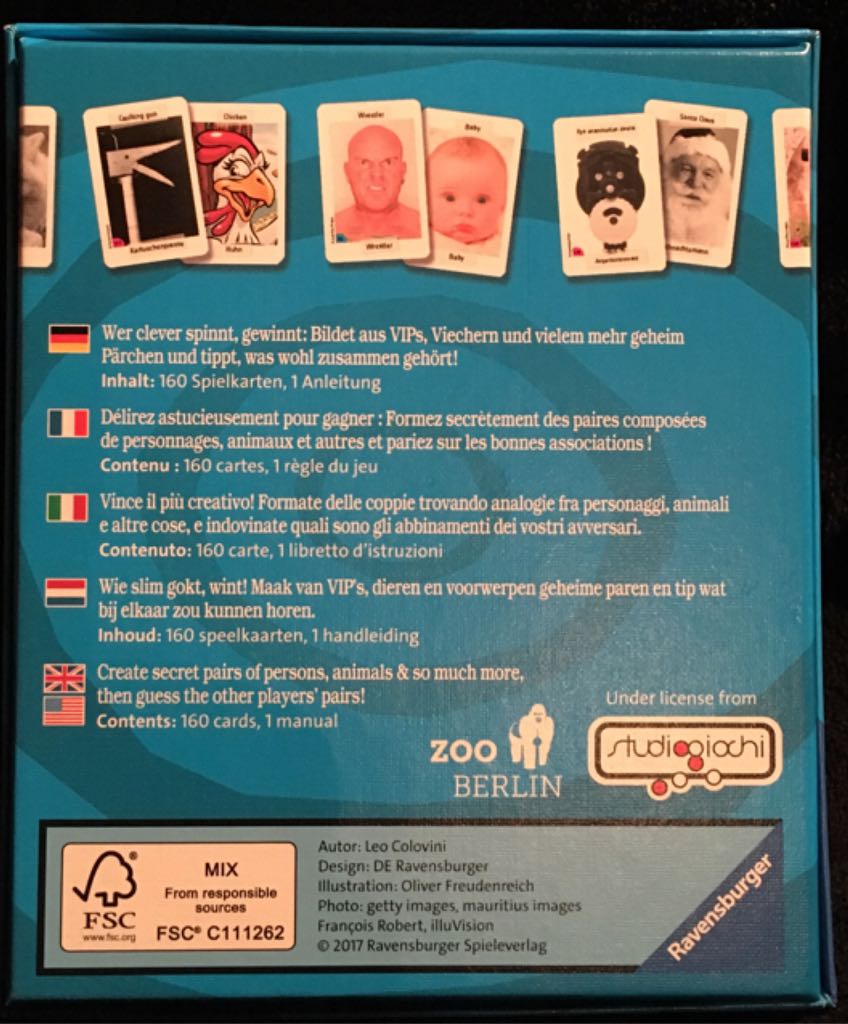 Caulking gun
Kartuschenpistole
Chicken
Huhn
Wrestler
Wrestler
Baby
Baby
Santa Claus
Wer clever spinnt, gewinnt: Bildet aus VIPs, Viechern und vielem mehr geheim
Pärchen und tippt, was wohl zusammen gehört!
Inhalt: 160 Spielkarten, 1 Anleitung
Délirez astucieusement pour gagner : Formez secrètement des paires composées
de personnages, animaux et autres et pariez sur les bonnes associations !
Contenu : 160 cartes, 1 règle du jeu
Vince il più creativo! Formate delle coppie trovando analogie fra personaggi, animali
e altre cose, e indovinate quali sono gli abbinamenti dei vostri avversari.
Contenuto: 160 carte, 1 libretto d'istruzioni
Wie slim gokt, wint! Maak van VIP's, dieren en voorwerpen geheime paren en tip wat
bij elkaar zou kunnen horen.
Inhoud: 160 speelkaarten, 1 handleiding
Create secret pairs of persons, animals & so much more,
then guess the other players' pairs!
Contents: 160 cards, 1 manual
ZOO
BERLIN
Under license from
studiogiochi
FSC®
www.fsc.org
MIX
From responsible
sources
FSC® C111262
Autor: Leo Colovini
Design: DE Ravensburger
Illustration: Oliver Freudenreich
Photo: getty images, mauritius images
François Robert, illuVision
© 2017 Ravensburger Spieleverlag
Ravensburger